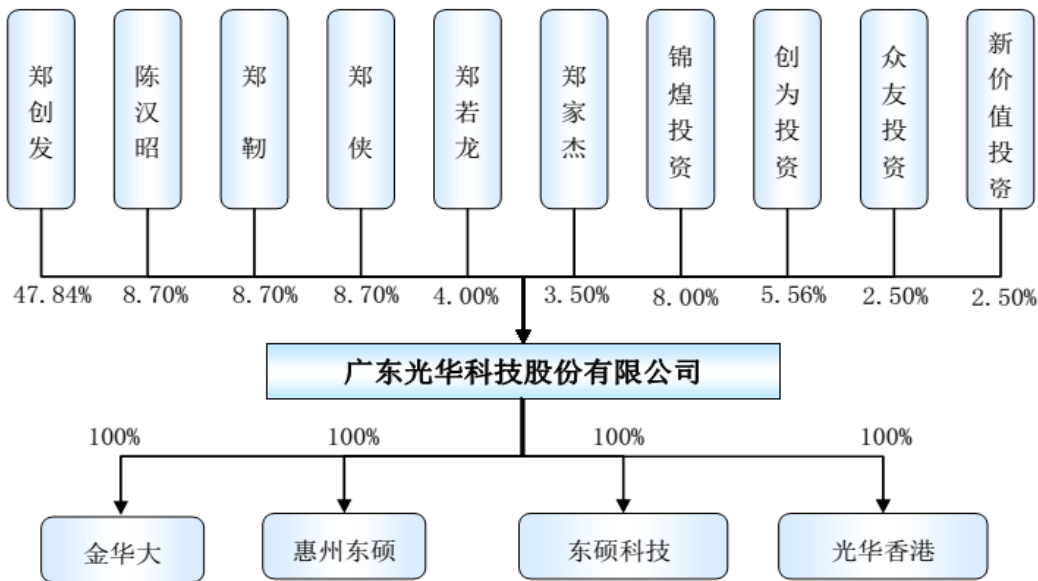 郑创发
陈汉昭
郑 靭
郑 侠
郑若龙
郑家杰
锦煌投资
创为投资
众友投资
新价值投资
47.84% 8.70% 8.70% 8.70% 4.00% 3.50% 8.00% 5.56% 2.50% 2.50%
广东光华科技股份有限公司
100% 100% 100% 100%
金华大 惠州东硕 东硕科技 光华香港